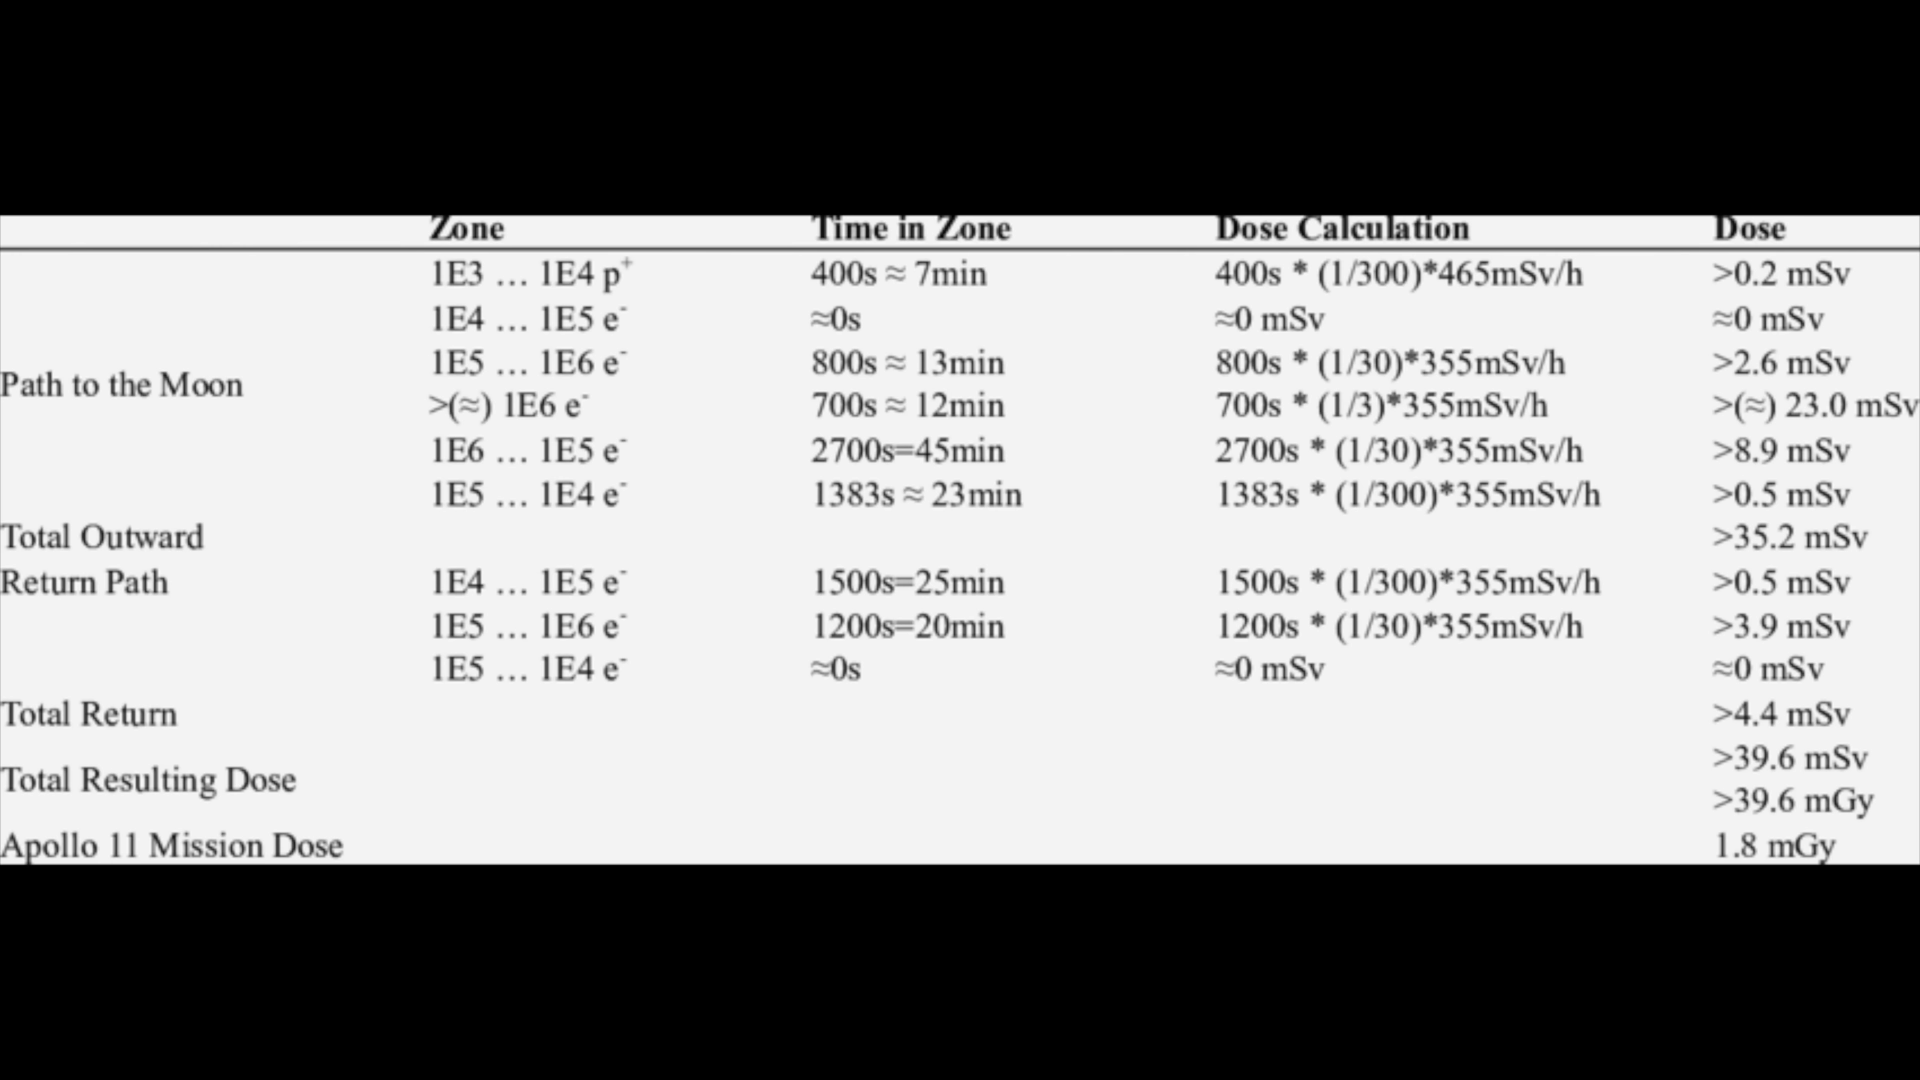 Zone Time in Zone Dose Calculation Dose
1E3 … 1E4 p⁺ 400s ≈ 7min 400s * (1/300)*465mSv/h >0.2 mSv
1E4 … 1E5 e⁻ ≈0s ≈0 mSv ≈0 mSv
1E5 … 1E6 e⁻ 800s ≈ 13min 800s * (1/30)*355mSv/h >2.6 mSv
Path to the Moon
>(≈) 1E6 e⁻ 700s ≈ 12min 700s * (1/3)*355mSv/h >(≈) 23.0 mSv
1E6 … 1E5 e⁻ 2700s=45min 2700s * (1/30)*355mSv/h >8.9 mSv
1E5 … 1E4 e⁻ 1383s ≈ 23min 1383s * (1/300)*355mSv/h >0.5 mSv
Total Outward >35.2 mSv
Return Path 1E4 … 1E5 e⁻ 1500s=25min 1500s * (1/300)*355mSv/h >0.5 mSv
1E5 … 1E6 e⁻ 1200s=20min 1200s * (1/30)*355mSv/h >3.9 mSv
1E5 … 1E4 e⁻ ≈0s ≈0 mSv ≈0 mSv
Total Return >4.4 mSv
>39.6 mSv
Total Resulting Dose
>39.6 mGy
Apollo 11 Mission Dose 1.8 mGy